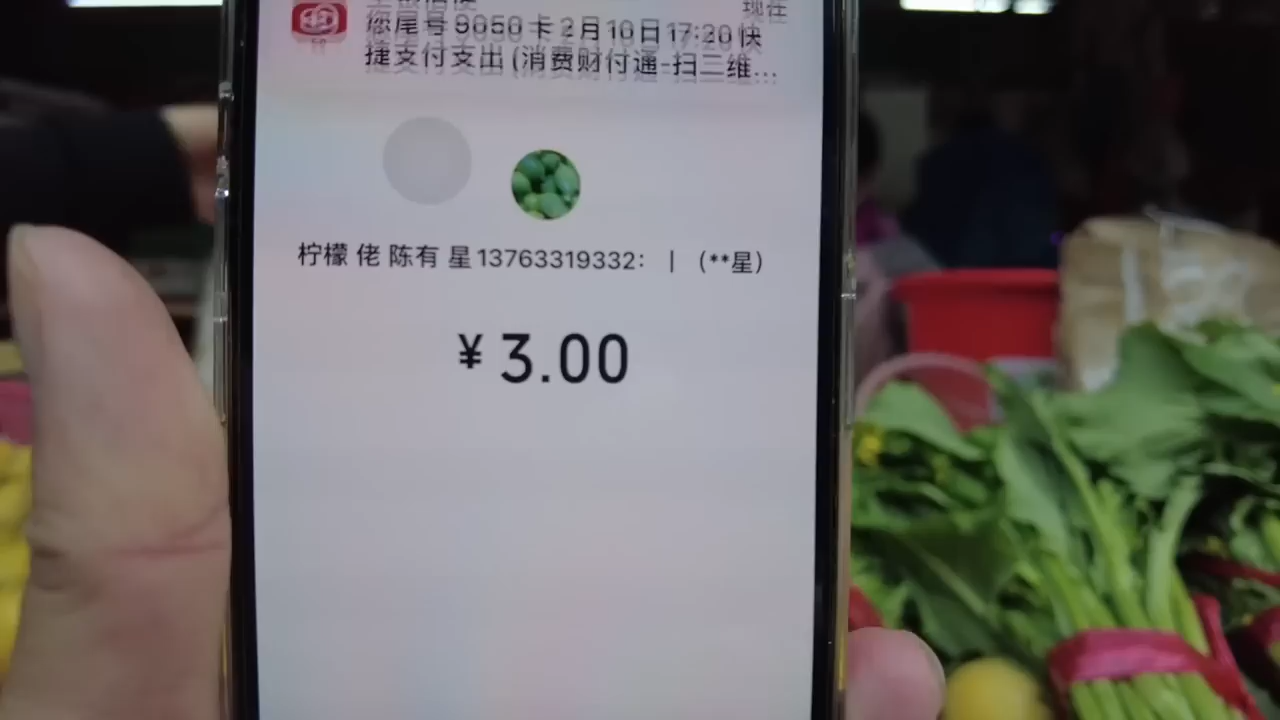 现在
您尾号9050卡2月10日17:20快
捷支付支出(消费财付通-扫二维...
柠檬 佬 陈有 星13763319332： | (**星)
¥3.00